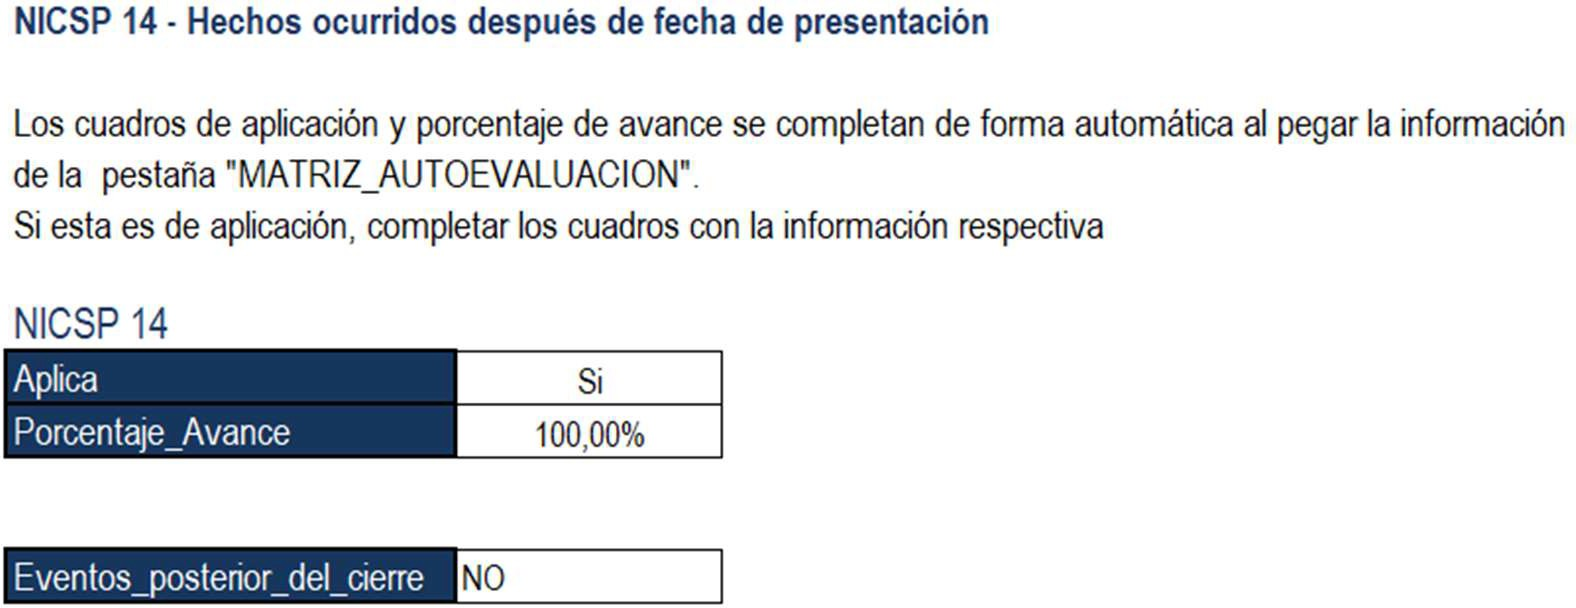 NICSP 14 - Hechos ocurridos después de fecha de presentación
Los cuadros de aplicación y porcentaje de avance se completan de forma automática al pegar la información
de la  pestaña "MATRIZ_AUTOEVALUACION".
Si esta es de aplicación, completar los cuadros con la información respectiva
NICSP 14
Aplica Si
Porcentaje_Avance 100,00%
Eventos_posterior_del_cierre NO